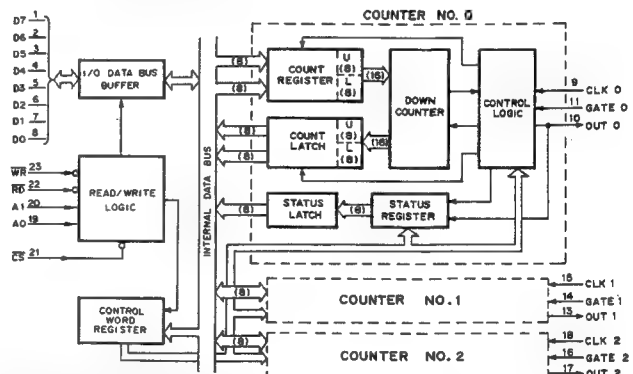 COUNTER NO.0
D7 1
D6 2
D5 3
D4 4
D3 5
D2 6
D1 7
D0 8
I/O DATA BUS
BUFFER
WR 23
RD 22
A1 20
A0 19
CS 21
READ/WRITE
LOGIC
CONTROL
WORD
REGISTER
INTERNAL DATA BUS
(8)
(8)
COUNT
REGISTER
U
(8)
L
(8)
(16)
DOWN
COUNTER
CONTROL
LOGIC
9 CLK 0
11 GATE 0
10 OUT 0
(8)
(8)
COUNT
LATCH
U
(8)
L
(8)
(16)
(8)
STATUS
LATCH
(8)
STATUS
REGISTER
(8)
COUNTER NO.1
15 CLK 1
14 GATE 1
13 OUT 1
(8)
COUNTER NO.2
18 CLK 2
16 GATE 2
17 OUT 2